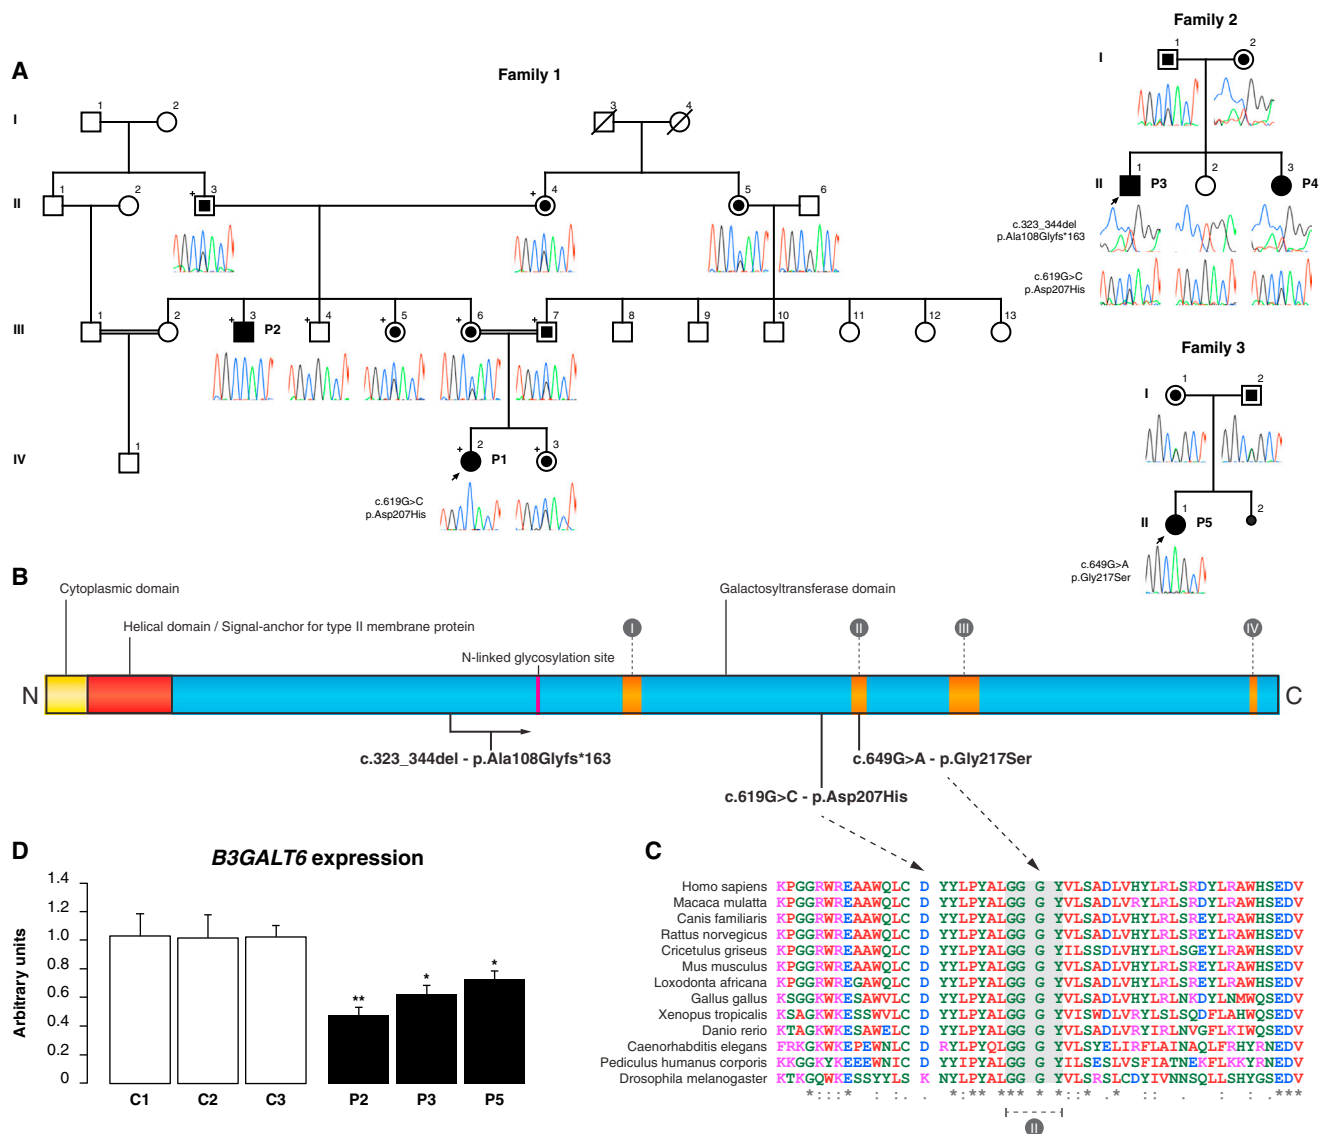 A
Family 1
I
1
2
3
4
II
1
2
+
3
+
4
5
6
III
1
2
+
3
P2
+
4
+
5
+
6
+
7
8
9
10
11
12
13
IV
1
+
2
P1
+
3
c.619G>C
p.Asp207His
Family 2
I
1
2
II
1
P3
2
3
P4
c.323_344del
p.Ala108Glyfs*163
c.619G>C
p.Asp207His
Family 3
I
1
2
II
1
P5
2
c.649G>A
p.Gly217Ser
B
Cytoplasmic domain
Galactosyltransferase domain
Helical domain / Signal-anchor for type II membrane protein
N-linked glycosylation site
I
II
III
IV
N
C
c.323_344del - p.Ala108Glyfs*163
c.649G>A - p.Gly217Ser
c.619G>C - p.Asp207His
D
B3GALT6 expression
Arbitrary units
1.4
1.2
1.0
0.8
0.6
0.4
0.2
0
**
*
*
C1
C2
C3
P2
P3
P5
C
Homo sapiens KPGGRWREAAWQLC D YYLPYALGG G YVLSADLVHYLRLSRDYLRAWHSEDV
Macaca mulatta KPGGRWREAAWQLC D YYLPYALGG G YVLSADLVRYLRLSRDYLRAWHSEDV
Canis familiaris KPGGRWREAAWQLC D YYLPYALGG G YVLSADLVHYLRLSREYLRAWHSEDV
Rattus norvegicus KPGGRWREAAWQLC D YYLPYALGG G YVLSADLVHYLRLSREYLRAWHSEDV
Cricetulus griseus KPGGRWREAAWQLC D YYLPYALGG G YILSSDLVHYLRLSGEYLRAWHSEDV
Mus musculus KPGGRWREAAWQLC D YYLPYALGG G YVLSADLVHYLRLSREYLRAWHSEDV
Loxodonta africana KPGGRWREGAWQLC D YYLPYALGG G YVLSADLVHYLRLSREYLRAWHSEDV
Gallus gallus KSGGKWKESAWVLC D YYLPYALGG G YVLSADLVHYLRLNKDYLNMWQSEDV
Xenopus tropicalis KSAGKWKESSWVLC D YYLPYALGG G YVISWDLVRYLSLSQDFLAHWQSEDV
Danio rerio KTAGKWKESAWELC D YYLPYALGG G YVLSADLVRYIRLNVGFLKIWQSEDV
Caenorhabditis elegans FRKGKWKEPEWNLC D RYLPYQLGG G YVLSYELIRFLAINAQLFRHYRNEDV
Pediculus humanus corporis KKGGKYKEEEWNIC D YYIPYALGG G YILSESLVSFIATNEKFLKKYRNEDV
Drosophila melanogaster KTKGQWKESSYYLS K NYLPYALGG G YVLSRSLCDYIVNNSQLLSHYGSEDV
II